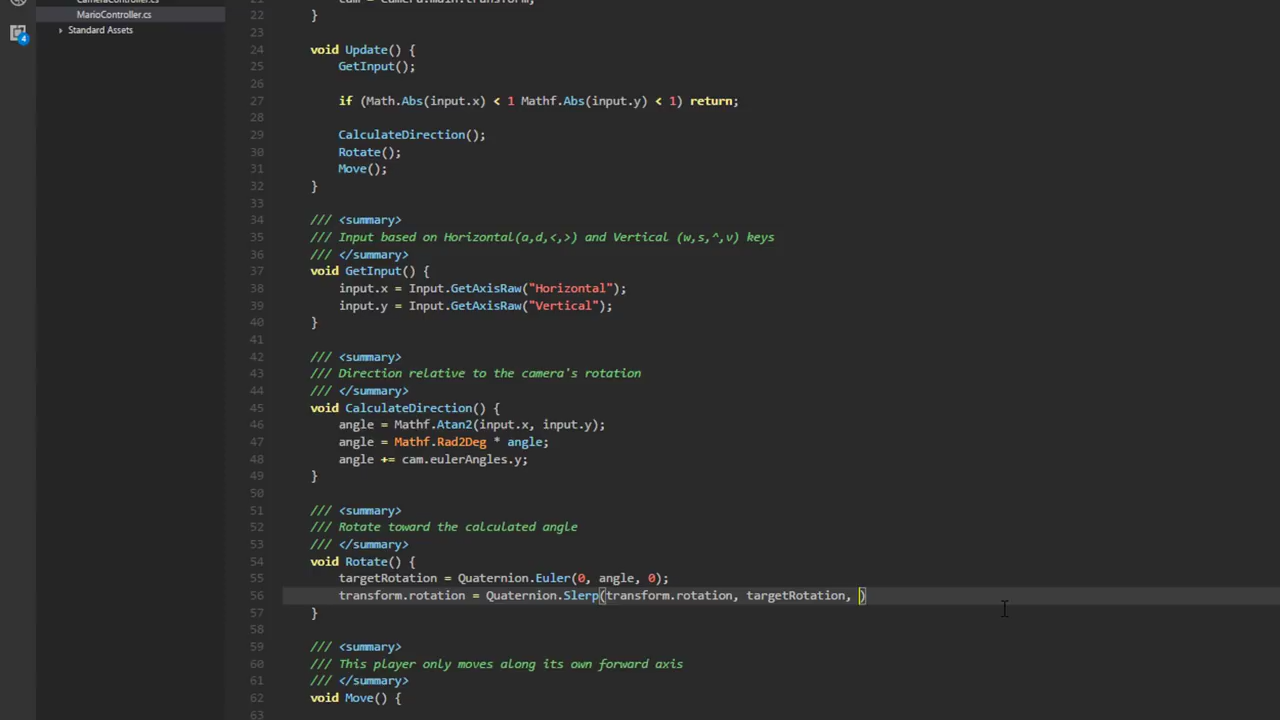 CameraController.cs
MarioController.cs
Standard Assets
4
21 cam = Camera.main.transform;
22 }
23
24 void Update() {
25 GetInput();
26
27 if (Math.Abs(input.x) < 1 Mathf.Abs(input.y) < 1) return;
28
29 CalculateDirection();
30 Rotate();
31 Move();
32 }
33
34 /// <summary>
35 /// Input based on Horizontal(a,d,<,>) and Vertical (w,s,^,v) keys
36 /// </summary>
37 void GetInput() {
38 input.x = Input.GetAxisRaw("Horizontal");
39 input.y = Input.GetAxisRaw("Vertical");
40 }
41
42 /// <summary>
43 /// Direction relative to the camera's rotation
44 /// </summary>
45 void CalculateDirection() {
46 angle = Mathf.Atan2(input.x, input.y);
47 angle = Mathf.Rad2Deg * angle;
48 angle += cam.eulerAngles.y;
49 }
50
51 /// <summary>
52 /// Rotate toward the calculated angle
53 /// </summary>
54 void Rotate() {
55 targetRotation = Quaternion.Euler(0, angle, 0);
56 transform.rotation = Quaternion.Slerp(transform.rotation, targetRotation, )
57 }
58
59 /// <summary>
60 /// This player only moves along its own forward axis
61 /// </summary>
62 void Move() {
63